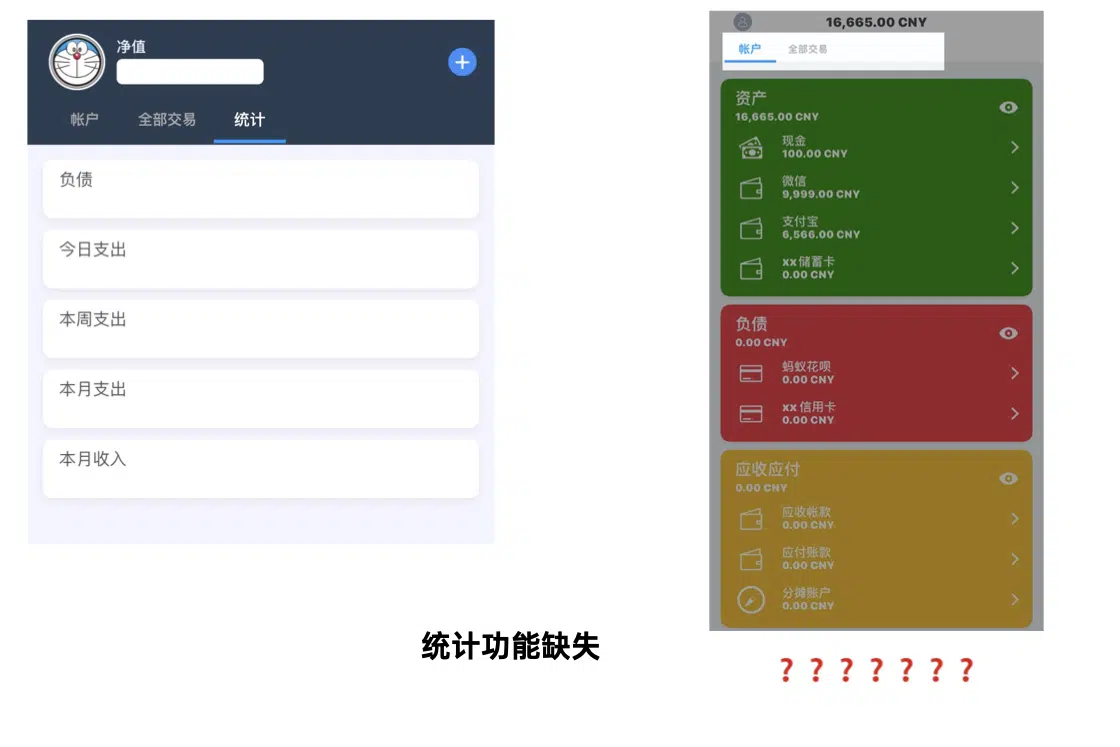 净值
帐户 全部交易 统计
负债
今日支出
本周支出
本月支出
本月收入
16,665.00 CNY
帐户 全部交易
资产
16,665.00 CNY
现金
100.00 CNY
微信
9,999.00 CNY
支付宝
6,566.00 CNY
xx 储蓄卡
0.00 CNY
负债
0.00 CNY
蚂蚁花呗
0.00 CNY
xx 信用卡
0.00 CNY
应收应付
0.00 CNY
应收帐款
0.00 CNY
应付账款
0.00 CNY
分摊账户
0.00 CNY
统计功能缺失
???????